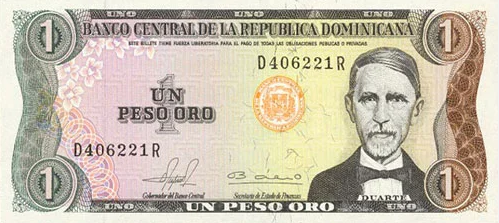 1 UNO UNO 1
BANCO CENTRAL DE LA REPUBLICA DOMINICANA
ESTE BILLETE TIENE FUERZA LIBERATORIA PARA EL PAGO DE TODAS LAS OBLIGACIONES PUBLICAS O PRIVADAS
D406221R
1
UN
PESO ORO
D406221R
Gobernador del Banco Central
Secretario de Estado de Finanzas
DUARTE
1 UN PESO ORO 1